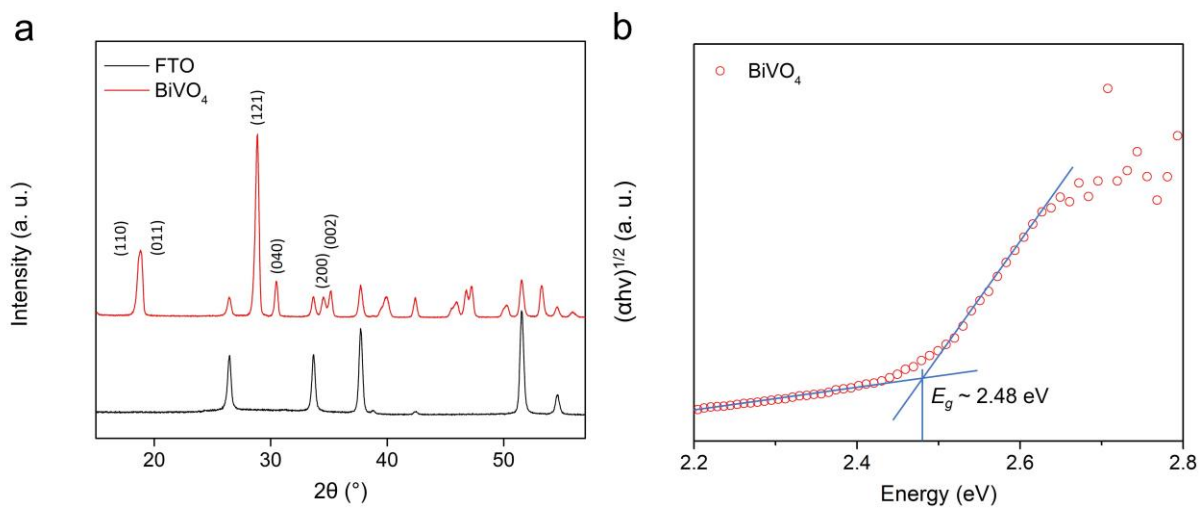 a
FTO
BiVO₄
(110)
(011)
(121)
(040)
(200)
(002)
Intensity (a. u.)
20
30
40
50
2θ (°)
b
BiVO₄
(αhν)^1/2 (a. u.)
E_g ~ 2.48 eV
2.2
2.4
2.6
2.8
Energy (eV)